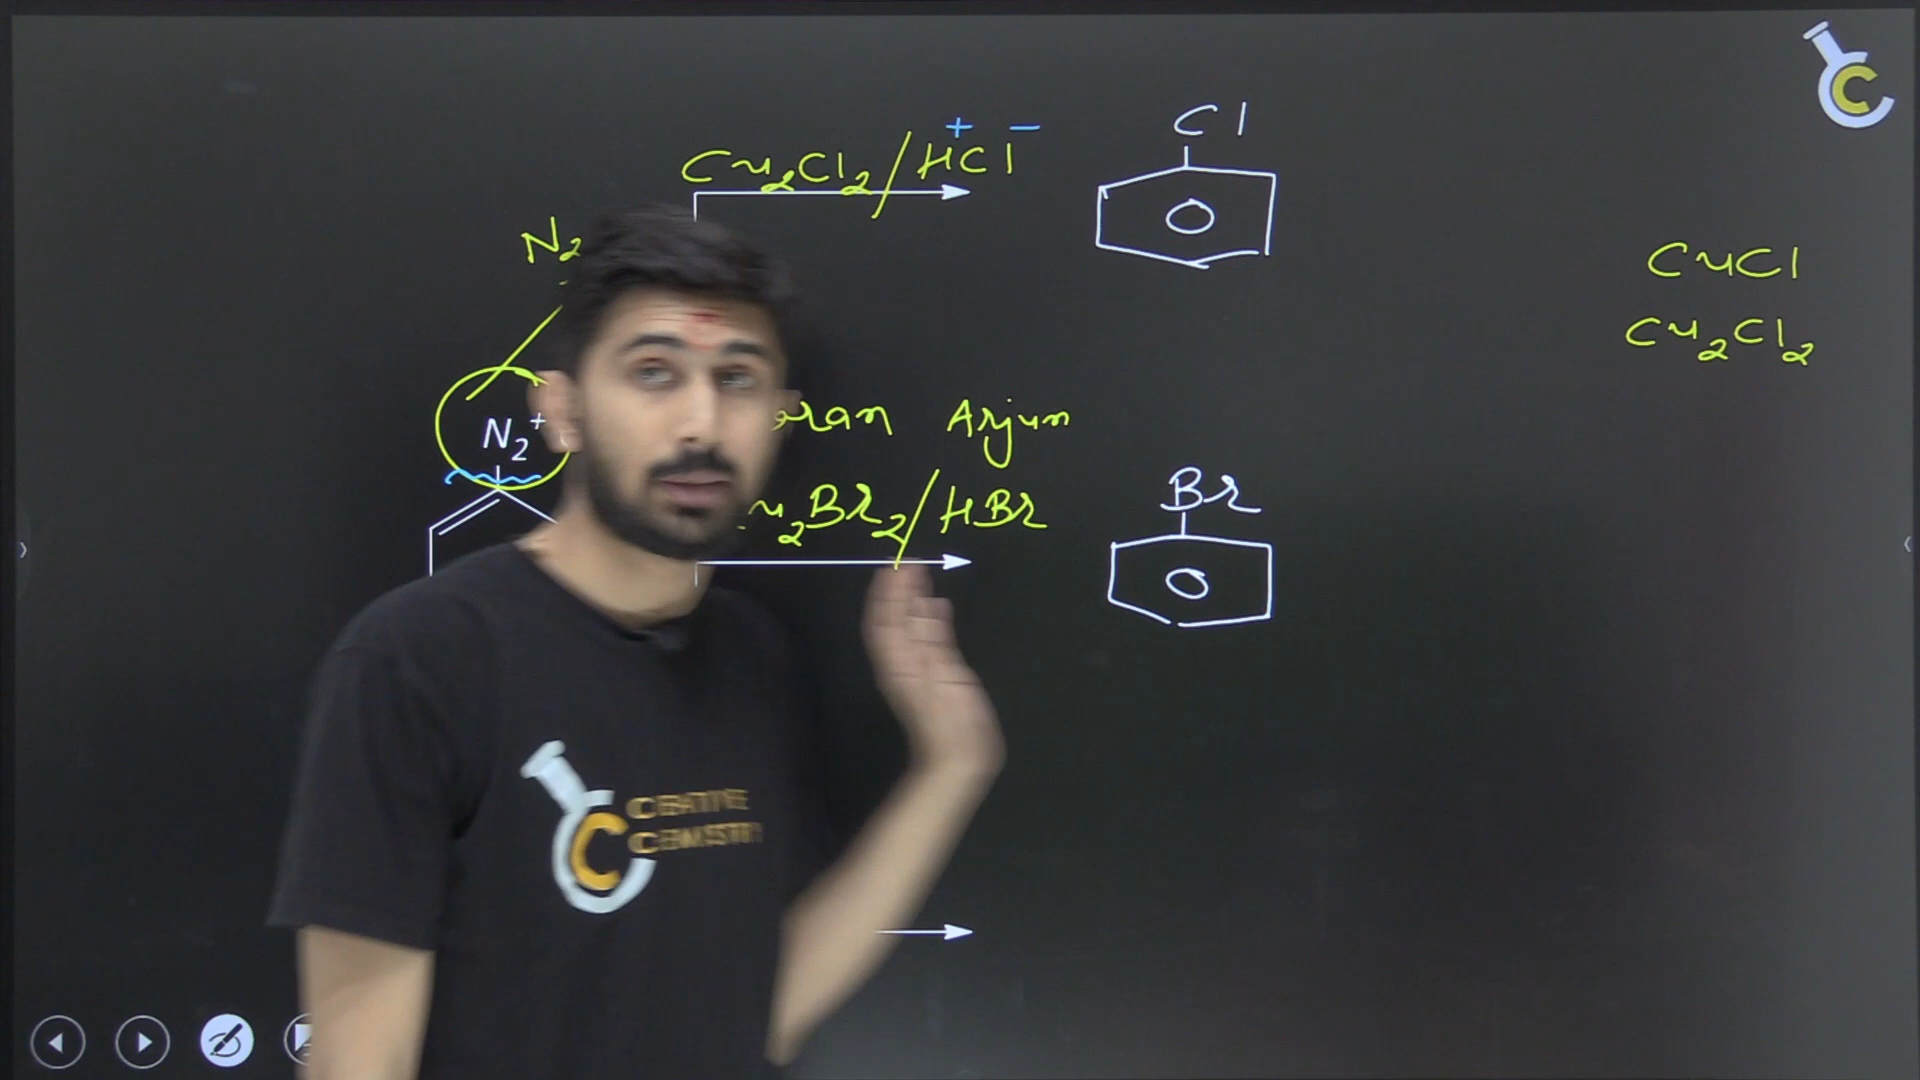 Cl
Cu2Cl2/HCl
+ −
N2
CuCl
Cu2Cl2
Arjun
N2+
Br
Br2/HBr
C
CREATIVE
CHEMISTRY
C